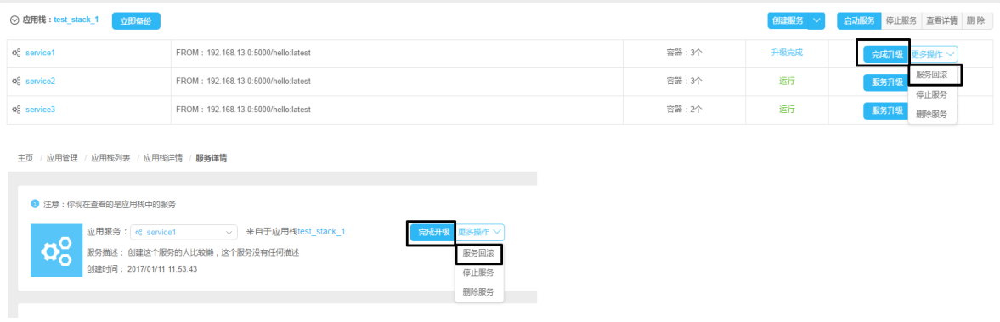 应用栈：test_stack_1 立即备份 创建服务 启动服务 停止服务 查看详情 删 除
service1 FROM：192.168.13.0:5000/hello:latest 容器：3个 升级完成 完成升级 更多操作
service2 FROM：192.168.13.0:5000/hello:latest 容器：3个 运行 服务升级
服务回滚
停止服务
service3 FROM：192.168.13.0:5000/hello:latest 容器：2个 运行 服务升级
删除服务
主页 / 应用管理 / 应用栈列表 / 应用栈详情 / 服务详情
注意：你现在查看的是应用栈中的服务
应用服务： service1 来自于应用栈test_stack_1 完成升级 更多操作
服务描述： 创建这个服务的人比较懒，这个服务没有任何描述
服务回滚
创建时间： 2017/01/11 11:53:43
停止服务
删除服务